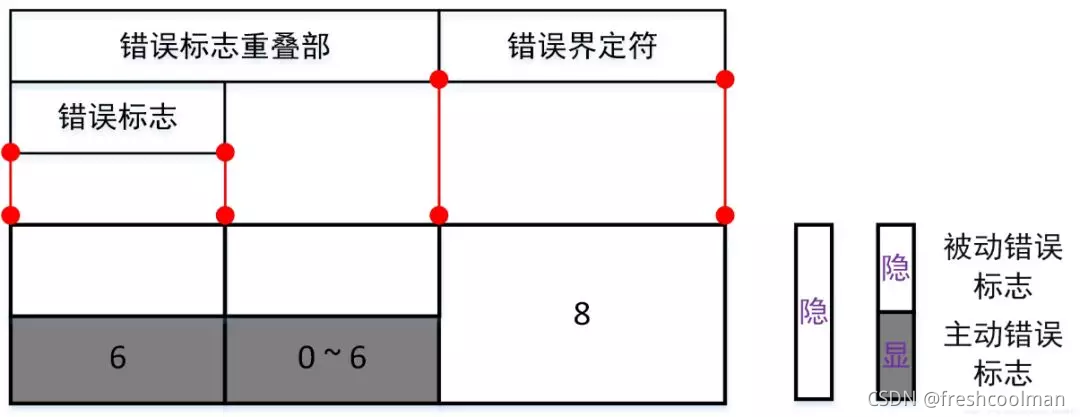 错误标志重叠部
错误界定符
错误标志
6
0~6
8
隐
隐
显
被动错误
标志
主动错误
标志
CSDN @freshcoolman